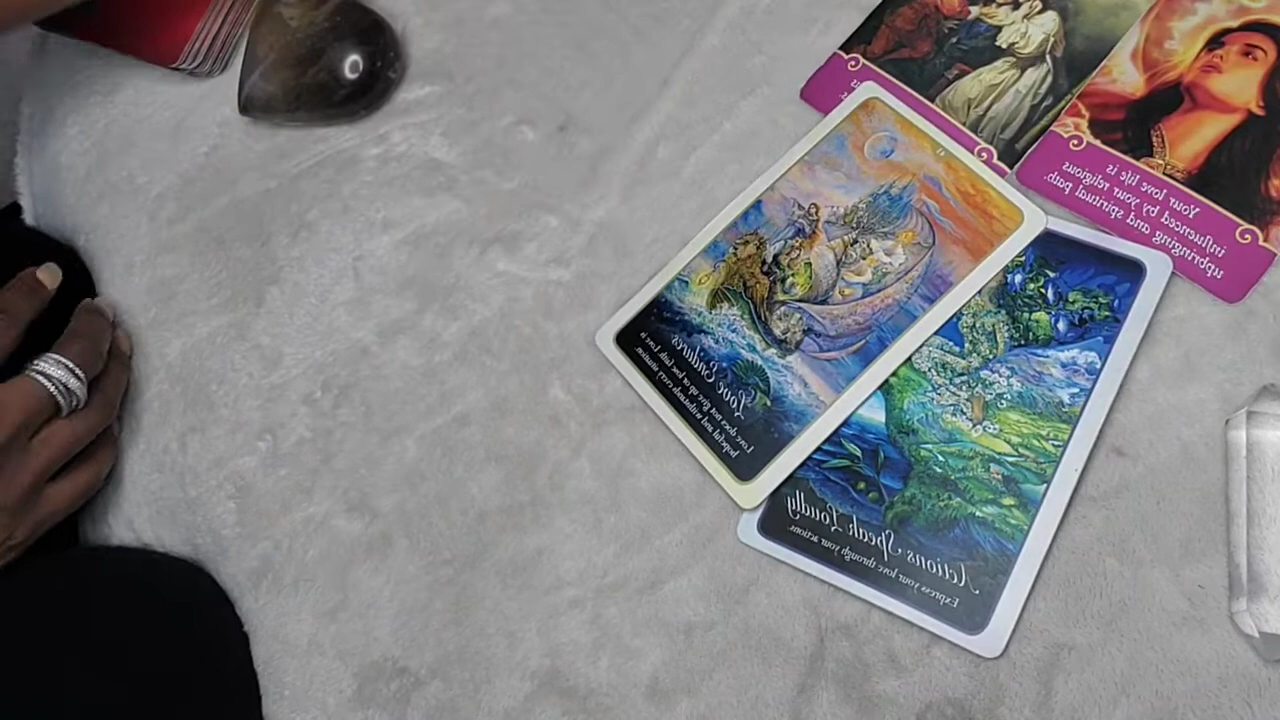 Your love life is
influenced by your religious
upbringing and spiritual path.
41
Love Endures
Love does not give up or lose faith. Love is
hopeful and withstands every situation.
Actions Speak Loudly
Express your love through your actions.